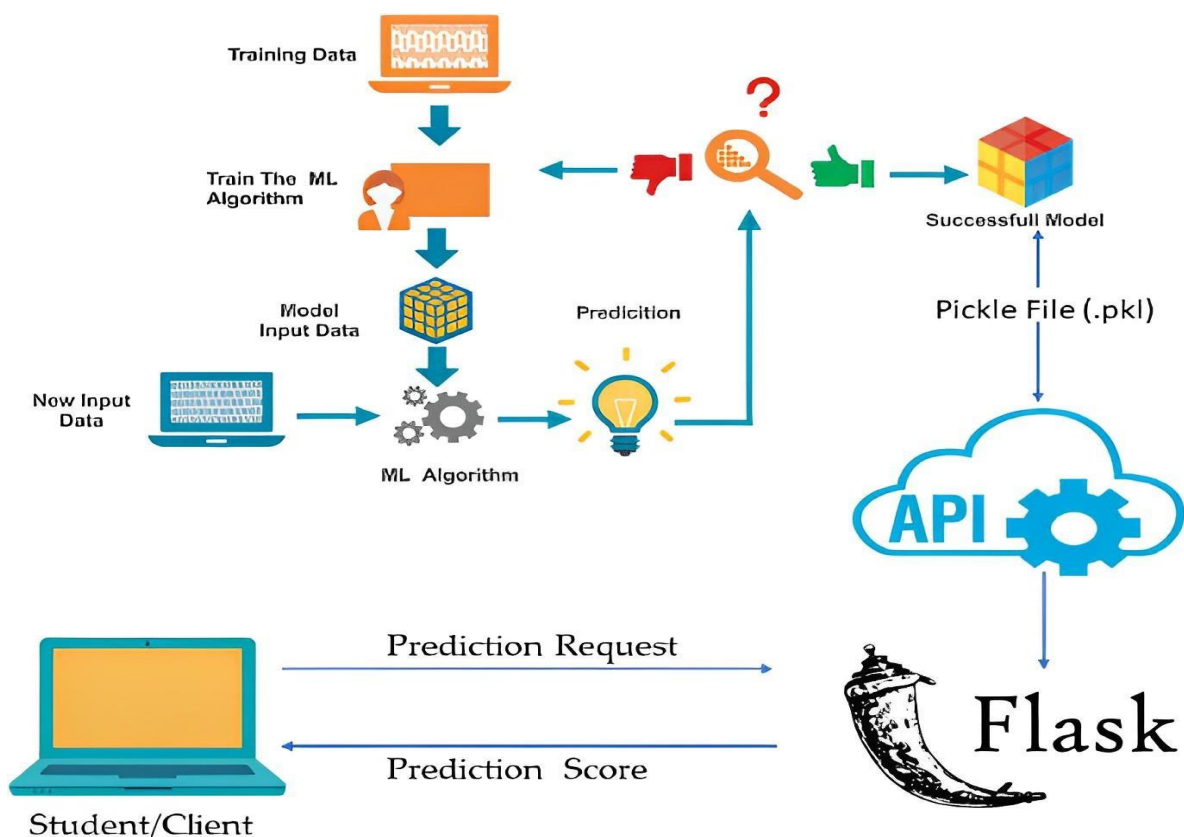 Training Data
Train The ML
Algorithm
Successfull Model
Model
Input Data
Pradicition
Pickle File (.pkl)
Now Input
Data
ML Algorithm
API
Prediction Request
Flask
Prediction Score
Student/Client